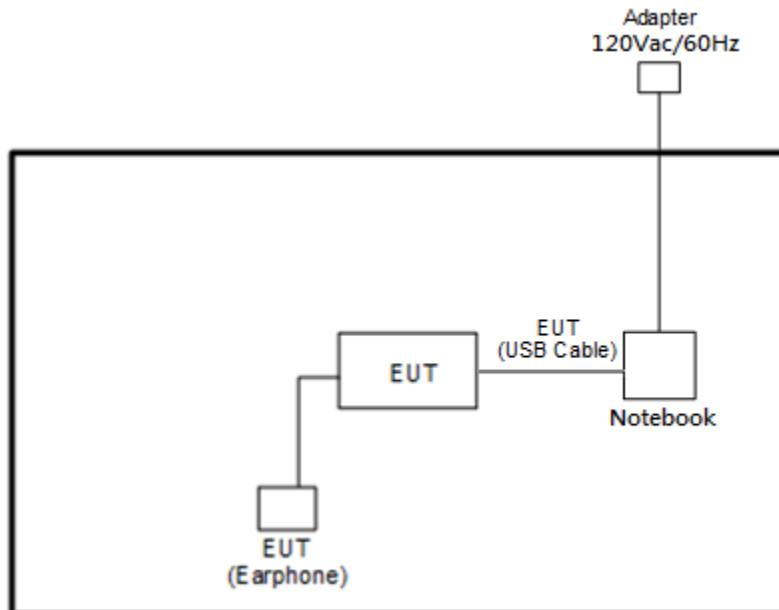 Adapter
120Vac/60Hz
EUT
(USB Cable)
EUT
Notebook
EUT
(Earphone)